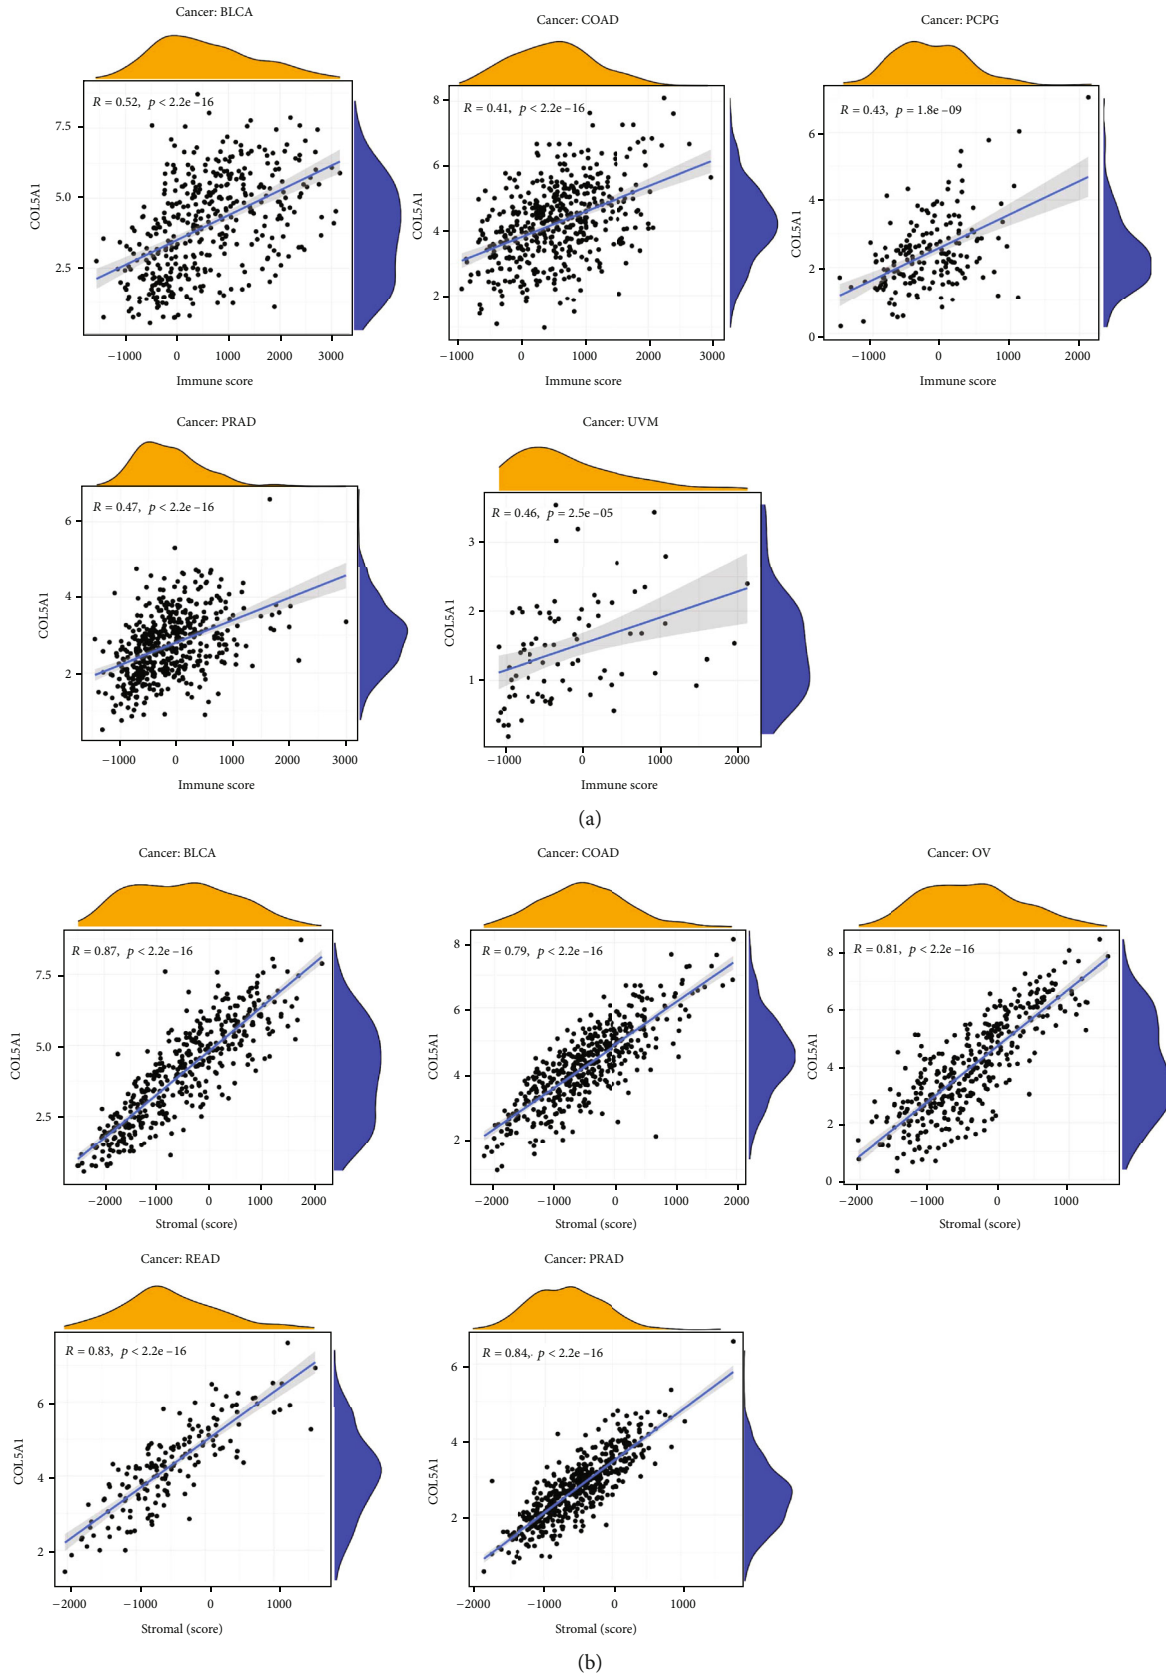 Cancer: BLCA
R = 0.52, p < 2.2e −16
COL5A1
7.5
5.0
2.5
−1000 0 1000 2000 3000
Immune score
Cancer: COAD
R = 0.41, p < 2.2e −16
COL5A1
8
6
4
2
−1000 0 1000 2000 3000
Immune score
Cancer: PCPG
R = 0.43, p = 1.8e −09
COL5A1
6
4
2
0
−1000 0 1000 2000
Immune score
Cancer: PRAD
R = 0.47, p < 2.2e −16
COL5A1
6
4
2
−1000 0 1000 2000 3000
Immune score
Cancer: UVM
R = 0.46, p = 2.5e −05
COL5A1
3
2
1
−1000 0 1000 2000
Immune score
(a)
Cancer: BLCA
R = 0.87, p < 2.2e −16
COL5A1
7.5
5.0
2.5
−2000 −1000 0 1000 2000
Stromal (score)
Cancer: COAD
R = 0.79, p < 2.2e −16
COL5A1
8
6
4
2
−2000 −1000 0 1000 2000
Stromal (score)
Cancer: OV
R = 0.81, p < 2.2e −16
COL5A1
8
6
4
2
0
−2000 −1000 0 1000
Stromal (score)
Cancer: READ
R = 0.83, p < 2.2e −16
COL5A1
6
4
2
−2000 −1000 0 1000
Stromal (score)
Cancer: PRAD
R = 0.84, p < 2.2e −16
COL5A1
6
4
2
−2000 −1000 0 1000
Stromal (score)
(b)